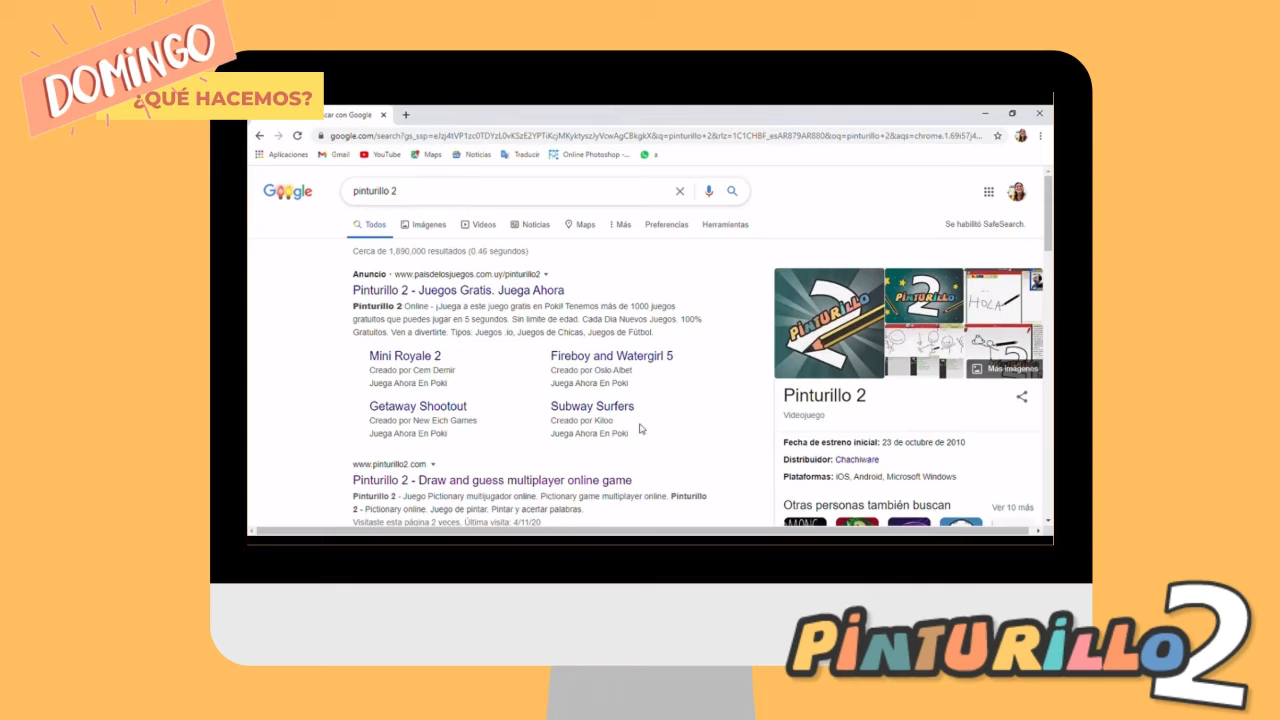 DOMINGO
¿QUÉ HACEMOS?
car con Google
google.com/search?gs_ssp=eJzj4tVP1zc0TDYzL0vKSzE2YPTiKcjMKyktyszJyVcwAgCBkgkX&q=pinturillo+2&rlz=1C1CHBF_esAR879AR880&oq=pinturillo+2&aqs=chrome.1.69i57j4...
Aplicaciones Gmail YouTube Maps Noticias Traducir Online Photoshop -... a
Google pinturillo 2
Todos Imágenes Videos Noticias Maps Más Preferencias Herramientas Se habilitó SafeSearch.
Cerca de 1,890,000 resultados (0.46 segundos)
Anuncio · www.paisdelosjuegos.com.uy/pinturillo2
Pinturillo 2 - Juegos Gratis. Juega Ahora
Pinturillo 2 Online - ¡Juega a este juego gratis en Poki! Tenemos más de 1000 juegos
gratuitos que puedes jugar en 5 segundos. Sin limite de edad. Cada Dia Nuevos Juegos. 100%
Gratuitos. Ven a divertirte. Tipos: Juegos .io, Juegos de Chicas, Juegos de Fútbol.
Mini Royale 2
Creado por Cem Demir
Juega Ahora En Poki
Fireboy and Watergirl 5
Creado por Oslo Albet
Juega Ahora En Poki
Getaway Shootout
Creado por New Eich Games
Juega Ahora En Poki
Subway Surfers
Creado por Kiloo
Juega Ahora En Poki
www.pinturillo2.com
Pinturillo 2 - Draw and guess multiplayer online game
Pinturillo 2 - Juego Pictionary multijugador online. Pictionary game multiplayer online. Pinturillo
2 - Pictionary online. Juego de pintar. Pintar y acertar palabras.
Visitaste esta página 2 veces. Última visita: 4/11/20
PINTURILLO 2
PINTURILLO 2
HOLA
Más imágenes
Pinturillo 2
Videojuego
Fecha de estreno inicial: 23 de octubre de 2010
Distribuidor: Chachiware
Plataformas: iOS, Android, Microsoft Windows
Otras personas también buscan Ver 10 más
AMONG
PINTURILLO 2